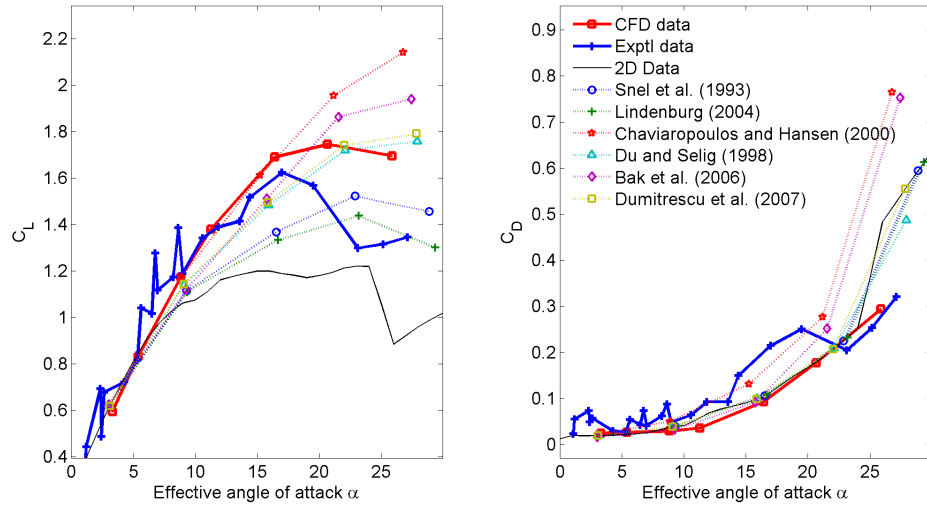 2.2
2
1.8
1.6
1.4
1.2
1
0.8
0.6
0.4
C_L
0 5 10 15 20 25
Effective angle of attack α
0.9
0.8
0.7
0.6
0.5
0.4
0.3
0.2
0.1
0
C_D
0 5 10 15 20 25
Effective angle of attack α
CFD data
Exptl data
2D Data
Snel et al. (1993)
Lindenburg (2004)
Chaviaropoulos and Hansen (2000)
Du and Selig (1998)
Bak et al. (2006)
Dumitrescu et al. (2007)